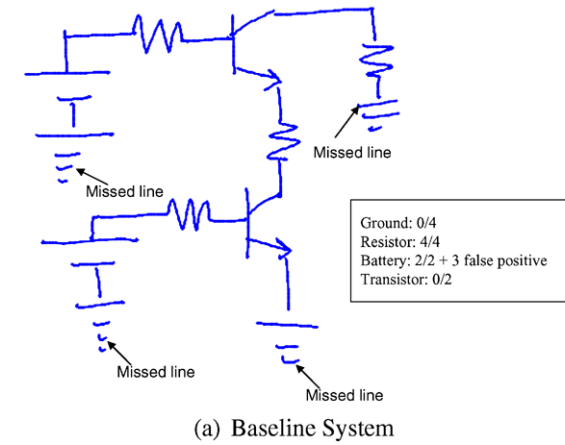 Missed line
Missed line
Ground: 0/4
Resistor: 4/4
Battery: 2/2 + 3 false positive
Transistor: 0/2
Missed line
Missed line
(a) Baseline System